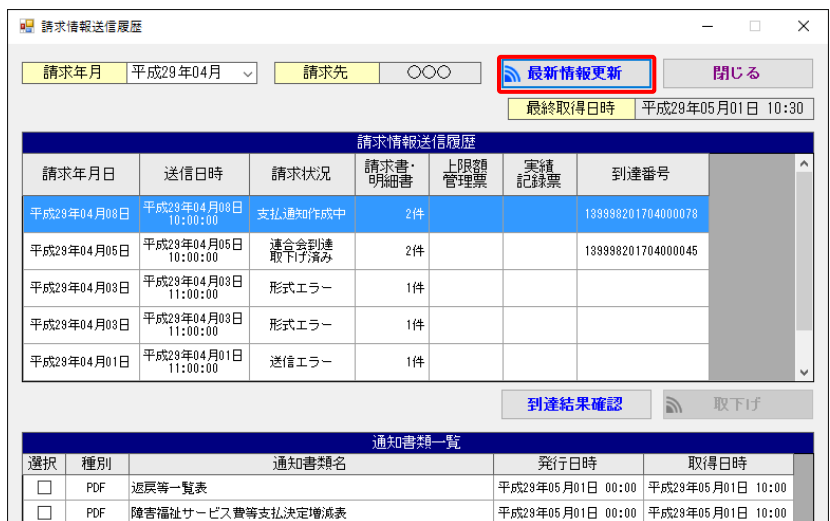 請求情報送信履歴
請求年月 平成29年04月 請求先 〇〇〇 最新情報更新 閉じる
最終取得日時 平成29年05月01日 10:30
請求情報送信履歴
請求年月日 送信日時 請求状況 請求書・明細書 上限額管理票 実績記録票 到達番号
平成29年04月08日 平成29年04月08日 10:00:00 支払通知作成中 2件 139998201704000078
平成29年04月05日 平成29年04月05日 10:00:00 連合会到達取下げ済み 2件 139998201704000045
平成29年04月03日 平成29年04月03日 11:00:00 形式エラー 1件
平成29年04月03日 平成29年04月03日 11:00:00 形式エラー 1件
平成29年04月01日 平成29年04月01日 11:00:00 送信エラー 1件
到達結果確認 取下げ
通知書類一覧
選択 種別 通知書類名 発行日時 取得日時
PDF 返戻等一覧表 平成29年05月01日 00:00 平成29年05月01日 10:00
PDF 障害福祉サービス費等支払決定増減表 平成29年05月01日 00:00 平成29年05月01日 10:00